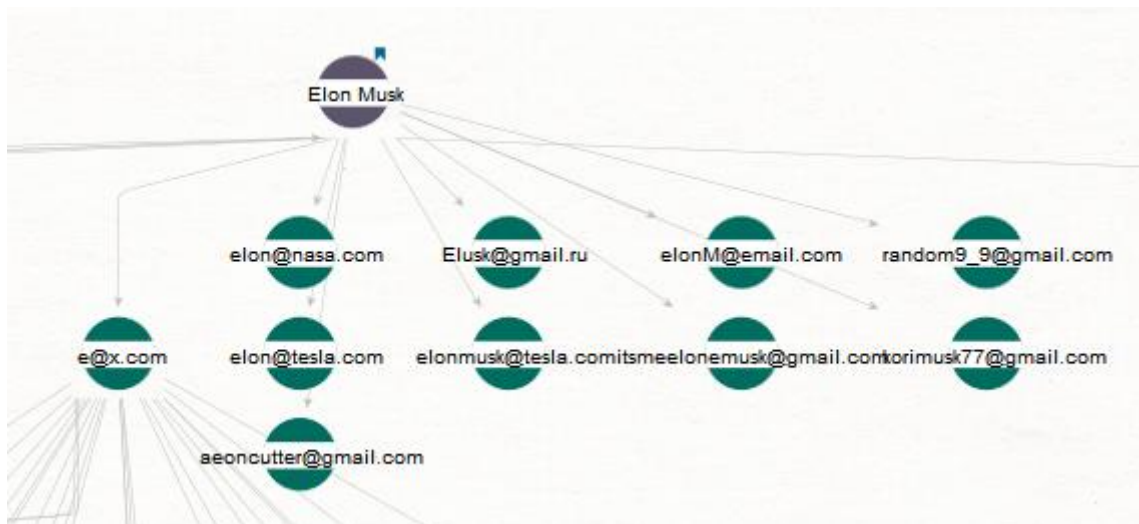 Elon Musk
elon@nasa.com
Elusk@gmail.ru
elonM@email.com
random9_9@gmail.com
e@x.com
elon@tesla.com
elonmusk@tesla.com
itsmeelonemusk@gmail.com
korimusk77@gmail.com
aeoncutter@gmail.com